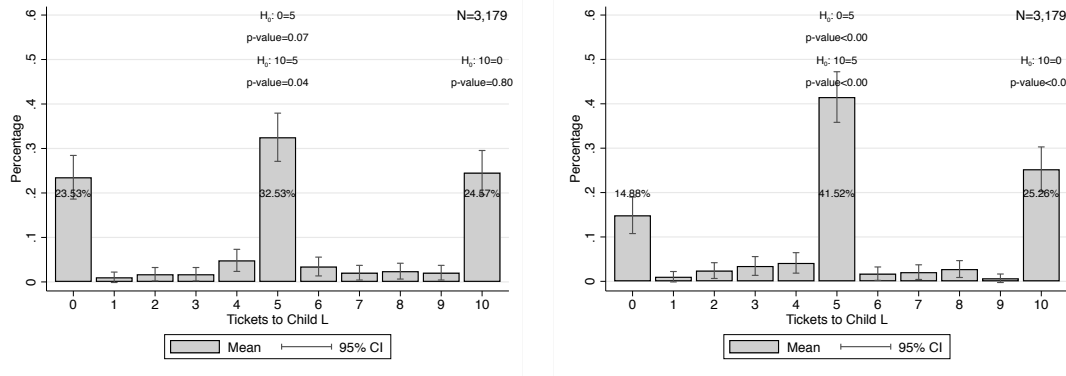 .6
H₀: 0=5
N=3,179
p-value=0.07
.5
H₀: 10=5
H₀: 10=0
p-value=0.04
p-value=0.80
.4
Percentage
.3
.2
23.53%
32.53%
24.57%
.1
0
0 1 2 3 4 5 6 7 8 9 10
Tickets to Child L
Mean
95% CI
.6
H₀: 0=5
N=3,179
p-value<0.00
.5
H₀: 10=5
H₀: 10=0
p-value<0.00
p-value<0.0
.4
Percentage
.3
.2
14.88%
41.52%
25.26%
.1
0
0 1 2 3 4 5 6 7 8 9 10
Tickets to Child L
Mean
95% CI